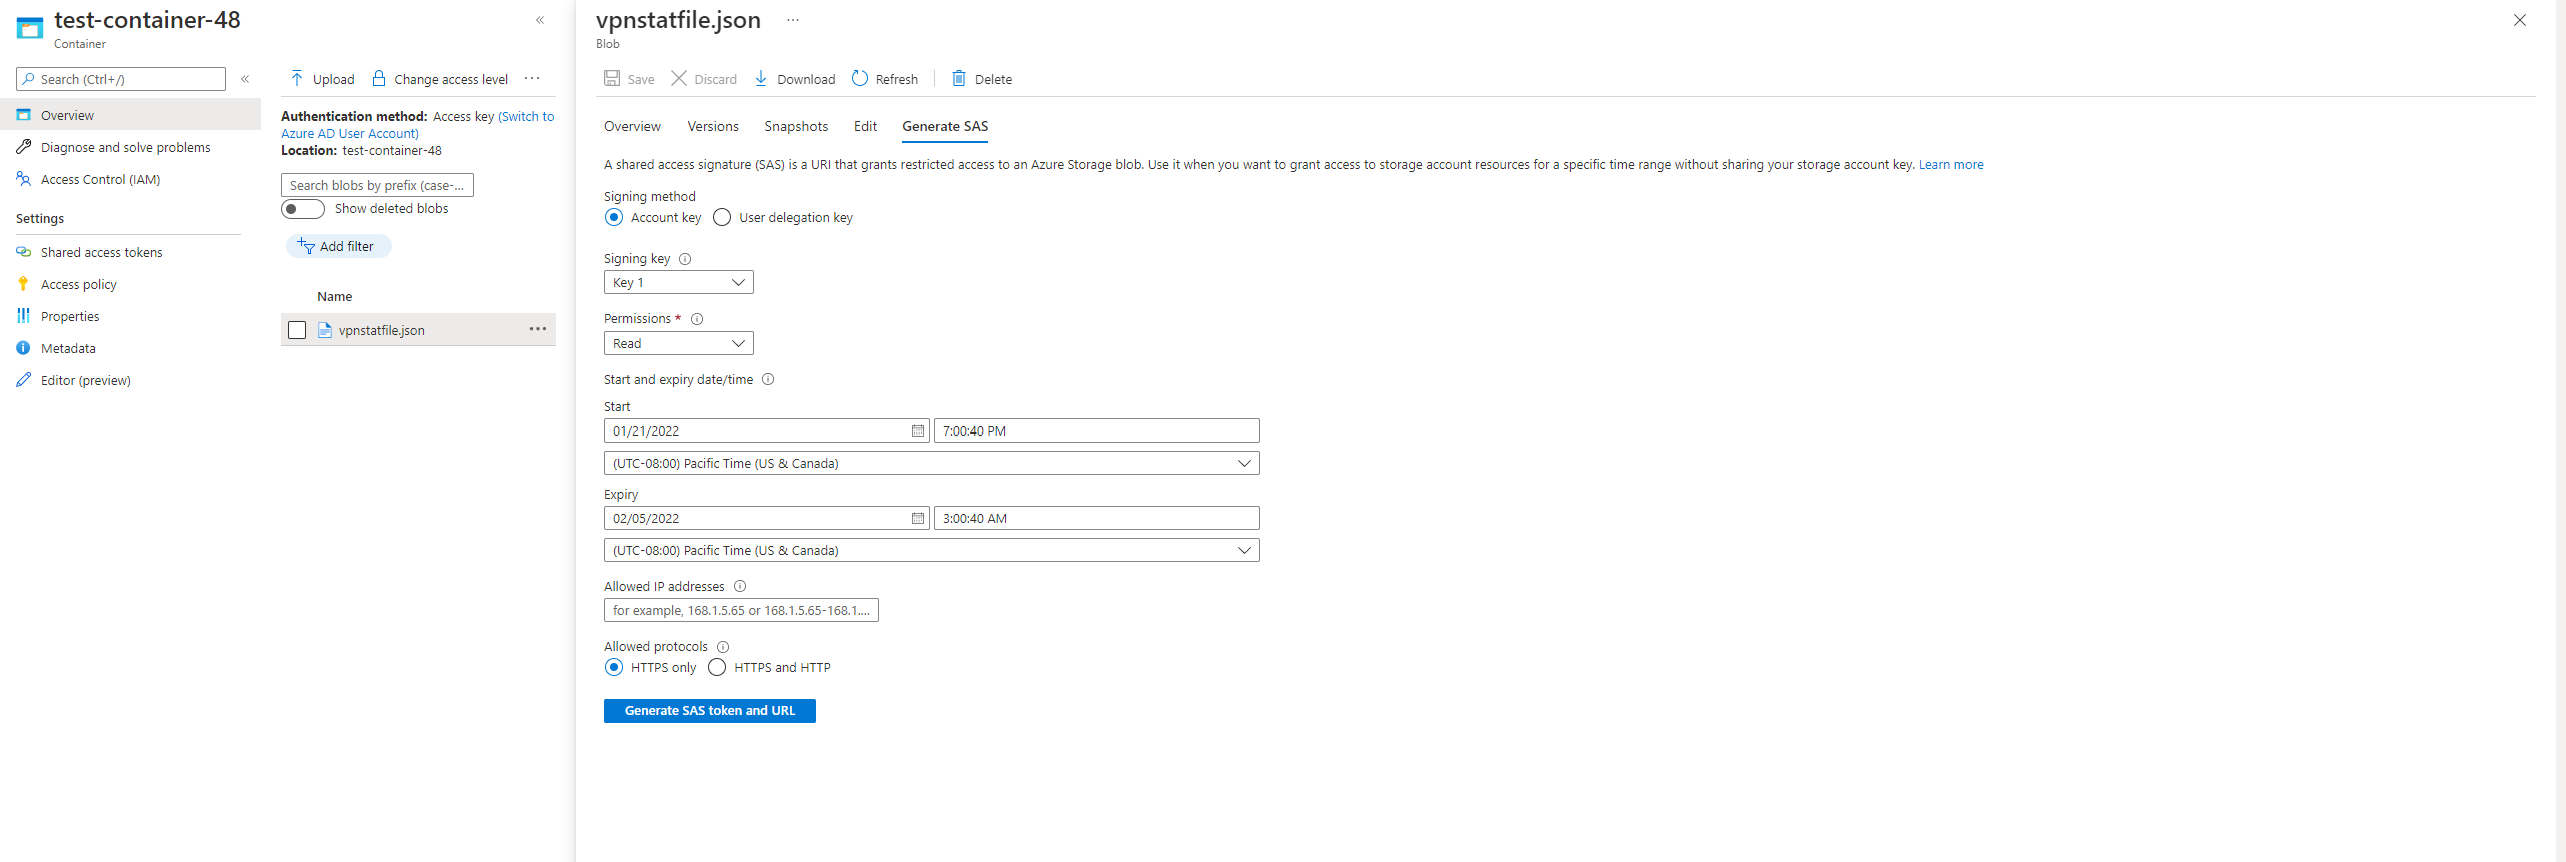 test-container-48
Container
Search (Ctrl+/)
Overview
Diagnose and solve problems
Access Control (IAM)
Settings
Shared access tokens
Access policy
Properties
Metadata
Editor (preview)
Upload
Change access level
Authentication method: Access key (Switch to
Azure AD User Account)
Location: test-container-48
Search blobs by prefix (case-...
Show deleted blobs
Add filter
Name
vpnstatfile.json
vpnstatfile.json
Blob
Save
Discard
Download
Refresh
Delete
Overview
Versions
Snapshots
Edit
Generate SAS
A shared access signature (SAS) is a URI that grants restricted access to an Azure Storage blob. Use it when you want to grant access to storage account resources for a specific time range without sharing your storage account key. Learn more
Signing method
Account key
User delegation key
Signing key
Key 1
Permissions *
Read
Start and expiry date/time
Start
01/21/2022
7:00:40 PM
(UTC-08:00) Pacific Time (US & Canada)
Expiry
02/05/2022
3:00:40 AM
(UTC-08:00) Pacific Time (US & Canada)
Allowed IP addresses
for example, 168.1.5.65 or 168.1.5.65-168.1....
Allowed protocols
HTTPS only
HTTPS and HTTP
Generate SAS token and URL